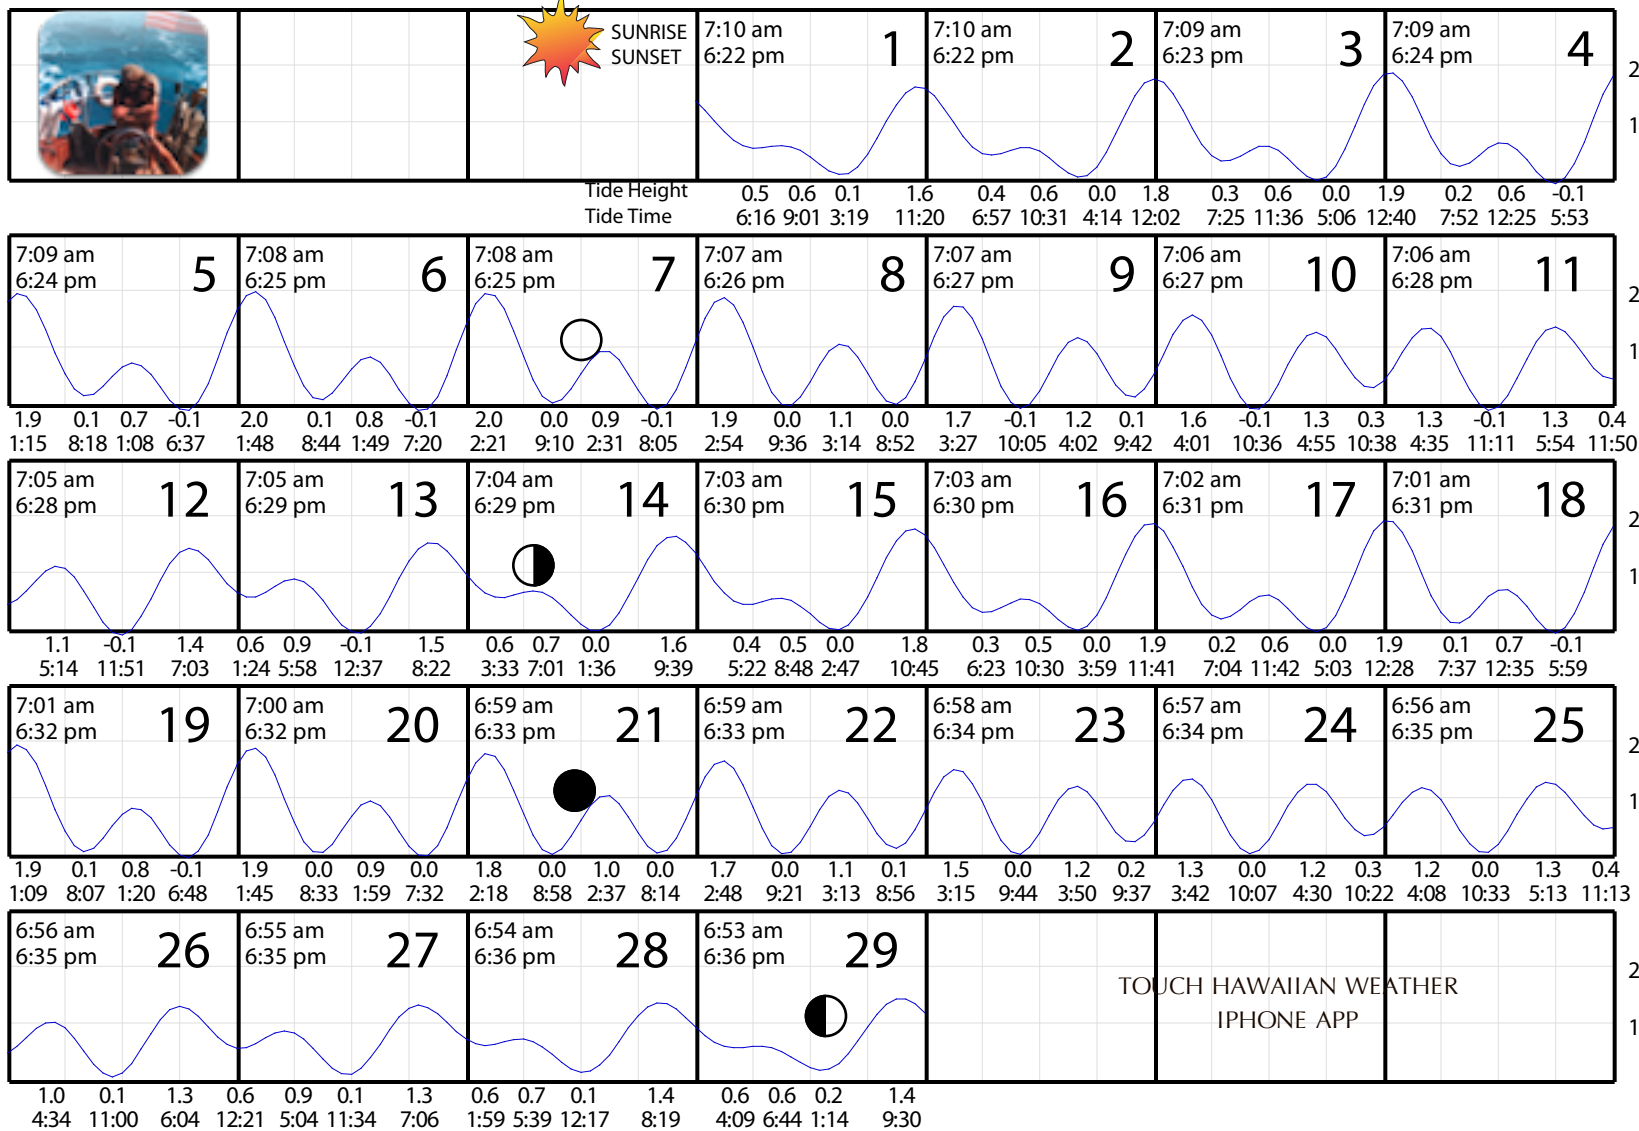 SUNRISE
SUNSET
7:10 am
6:22 pm
1
7:10 am
6:22 pm
2
7:09 am
6:23 pm
3
7:09 am
6:24 pm
4
2
1
Tide Height 0.5 0.6 0.1 1.6 0.4 0.6 0.0 1.8 0.3 0.6 0.0 1.9 0.2 0.6 -0.1
Tide Time 6:16 9:01 3:19 11:20 6:57 10:31 4:14 12:02 7:25 11:36 5:06 12:40 7:52 12:25 5:53
7:09 am
6:24 pm
5
7:08 am
6:25 pm
6
7:08 am
6:25 pm
7
7:07 am
6:26 pm
8
7:07 am
6:27 pm
9
7:06 am
6:27 pm
10
7:06 am
6:28 pm
11
2
1
1.9 0.1 0.7 -0.1 2.0 0.1 0.8 -0.1 2.0 0.0 0.9 -0.1 1.9 0.0 1.1 0.0 1.7 -0.1 1.2 0.1 1.6 -0.1 1.3 0.3 1.3 -0.1 1.3 0.4
1:15 8:18 1:08 6:37 1:48 8:44 1:49 7:20 2:21 9:10 2:31 8:05 2:54 9:36 3:14 8:52 3:27 10:05 4:02 9:42 4:01 10:36 4:55 10:38 4:35 11:11 5:54 11:50
7:05 am
6:28 pm
12
7:05 am
6:29 pm
13
7:04 am
6:29 pm
14
7:03 am
6:30 pm
15
7:03 am
6:30 pm
16
7:02 am
6:31 pm
17
7:01 am
6:31 pm
18
2
1
1.1 -0.1 1.4 0.6 0.9 -0.1 1.5 0.6 0.7 0.0 1.6 0.4 0.5 0.0 1.8 0.3 0.5 0.0 1.9 0.2 0.6 0.0 1.9 0.1 0.7 -0.1
5:14 11:51 7:03 1:24 5:58 12:37 8:22 3:33 7:01 1:36 9:39 5:22 8:48 2:47 10:45 6:23 10:30 3:59 11:41 7:04 11:42 5:03 12:28 7:37 12:35 5:59
7:01 am
6:32 pm
19
7:00 am
6:32 pm
20
6:59 am
6:33 pm
21
6:59 am
6:33 pm
22
6:58 am
6:34 pm
23
6:57 am
6:34 pm
24
6:56 am
6:35 pm
25
2
1
1.9 0.1 0.8 -0.1 1.9 0.0 0.9 0.0 1.8 0.0 1.0 0.0 1.7 0.0 1.1 0.1 1.5 0.0 1.2 0.2 1.3 0.0 1.2 0.3 1.2 0.0 1.3 0.4
1:09 8:07 1:20 6:48 1:45 8:33 1:59 7:32 2:18 8:58 2:37 8:14 2:48 9:21 3:13 8:56 3:15 9:44 3:50 9:37 3:42 10:07 4:30 10:22 4:08 10:33 5:13 11:13
6:56 am
6:35 pm
26
6:55 am
6:35 pm
27
6:54 am
6:36 pm
28
6:53 am
6:36 pm
29
TOUCH HAWAIIAN WEATHER
IPHONE APP
2
1
1.0 0.1 1.3 0.6 0.9 0.1 1.3 0.6 0.7 0.1 1.4 0.6 0.6 0.2 1.4
4:34 11:00 6:04 12:21 5:04 11:34 7:06 1:59 5:39 12:17 8:19 4:09 6:44 1:14 9:30